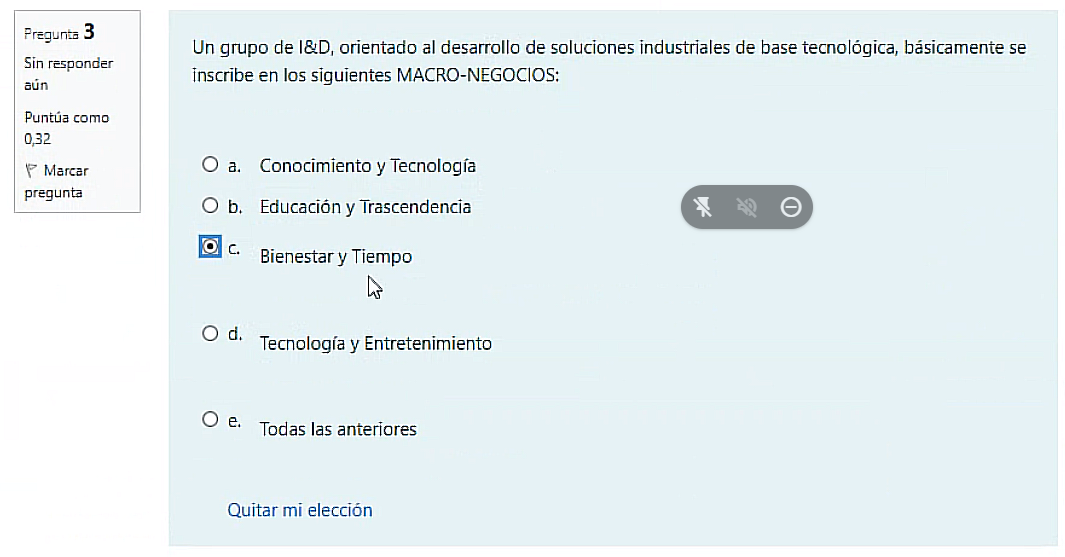 Pregunta 3
Sin responder
aún
Puntúa como
0,32
Marcar
pregunta
Un grupo de I&D, orientado al desarrollo de soluciones industriales de base tecnológica, básicamente se
inscribe en los siguientes MACRO-NEGOCIOS:
a. Conocimiento y Tecnología
b. Educación y Trascendencia
c. Bienestar y Tiempo
d. Tecnología y Entretenimiento
e. Todas las anteriores
Quitar mi elección